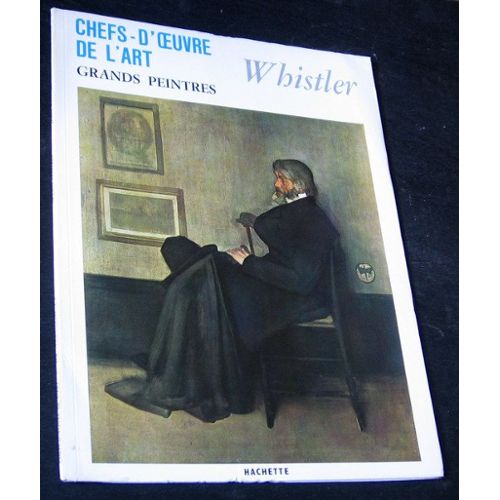 CHEFS-D'ŒUVRE
DE L'ART
GRANDS PEINTRES
Whistler
HACHETTE